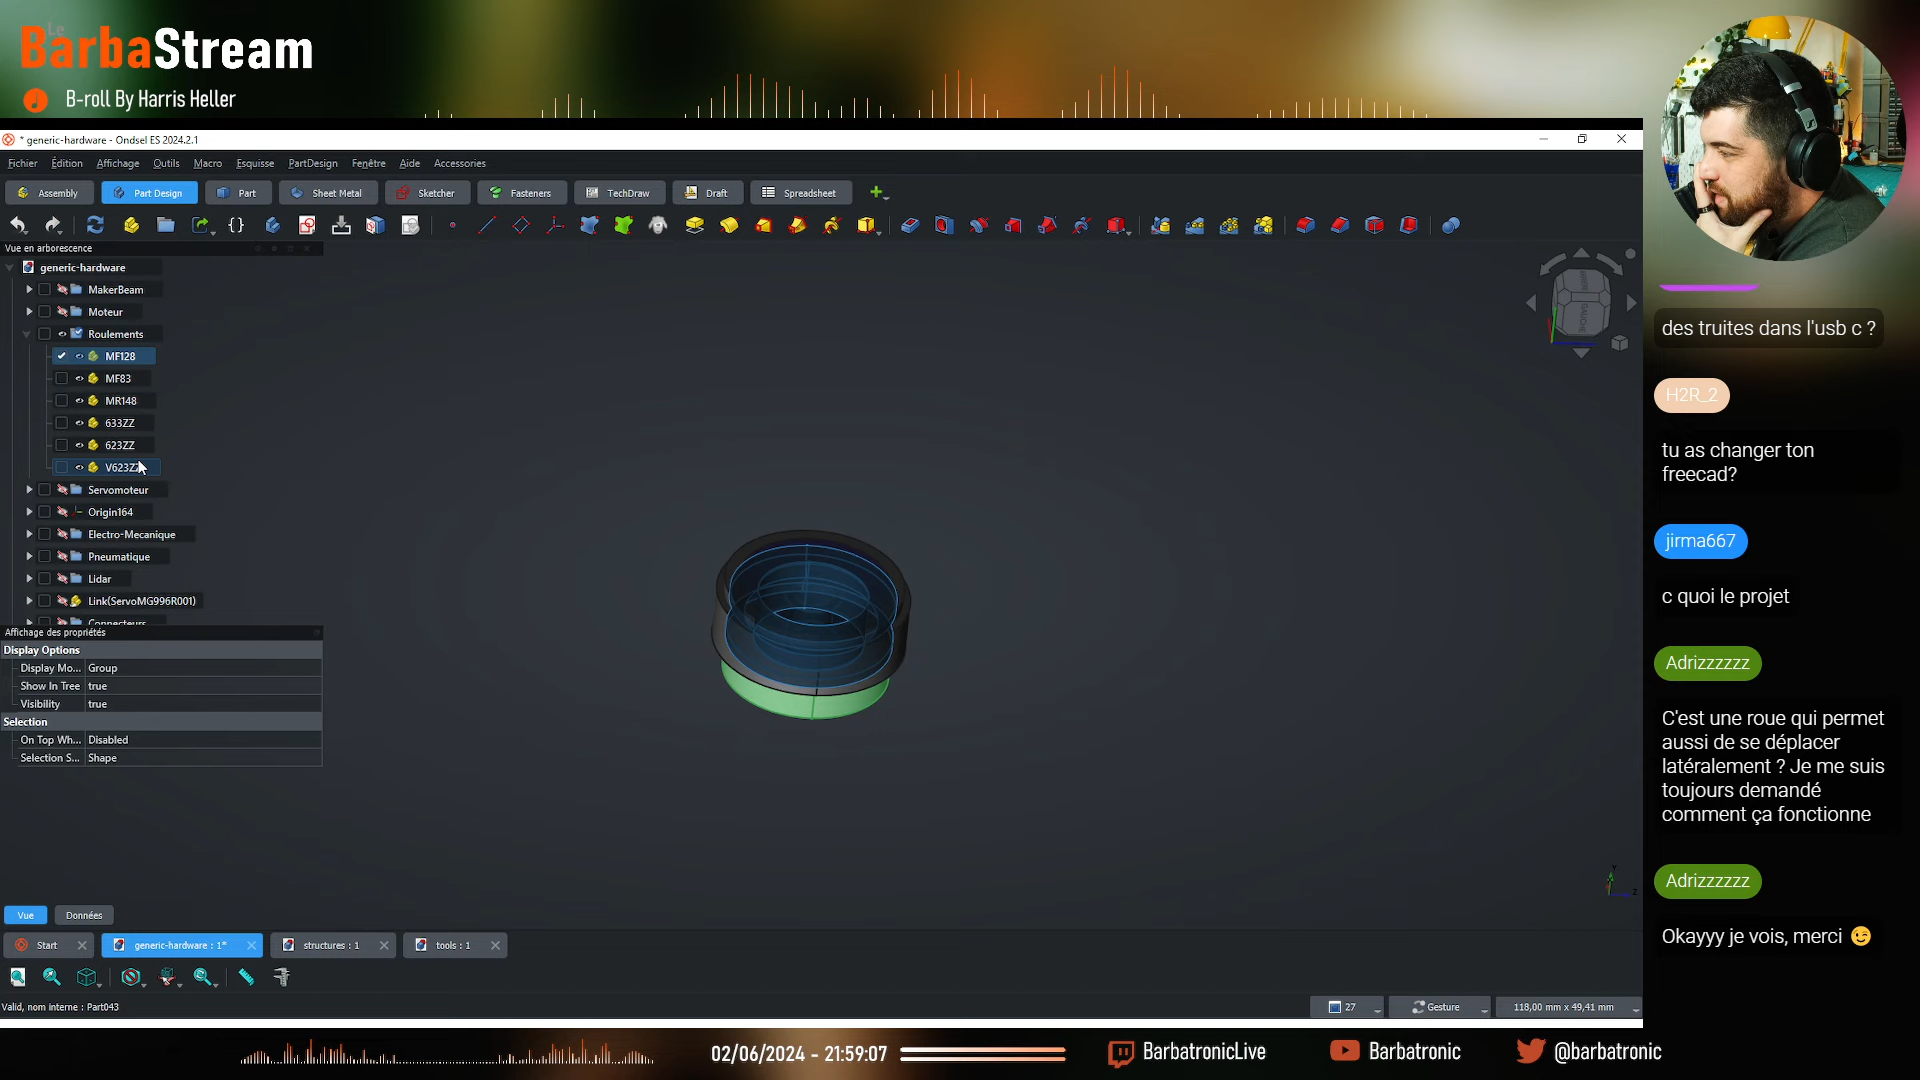 Le
BarbaStream
B-roll By Harris Heller
* generic-hardware - Ondsel ES 2024.2.1
Fichier Édition Affichage Outils Macro Esquisse PartDesign Fenêtre Aide Accessories
Assembly Part Design Part Sheet Metal Sketcher Fasteners TechDraw Draft Spreadsheet
Vue en arborescence
generic-hardware
MakerBeam
Moteur
Roulements
MF128
MF83
MR148
633ZZ
623ZZ
V623ZZ
Servomoteur
Origin164
Electro-Mecanique
Pneumatique
Lidar
Link(ServoMG996R001)
Connecteurs
Affichage des propriétés
Display Options
Display Mo... Group
Show In Tree true
Visibility true
Selection
On Top Wh... Disabled
Selection S... Shape
GAUCHE
Y
Z
Vue Données
Start generic-hardware : 1* structures : 1 tools : 1
Valid, nom interne : Part043
27 Gesture 118,00 mm x 49,41 mm
des truites dans l'usb c ?
H2R_2
tu as changer ton
freecad?
jirma667
c quoi le projet
Adrizzzzzz
C'est une roue qui permet
aussi de se déplacer
latéralement ? Je me suis
toujours demandé
comment ça fonctionne
Adrizzzzzz
Okayyy je vois, merci 😉
02/06/2024 - 21:59:07 BarbatronicLive Barbatronic @barbatronic